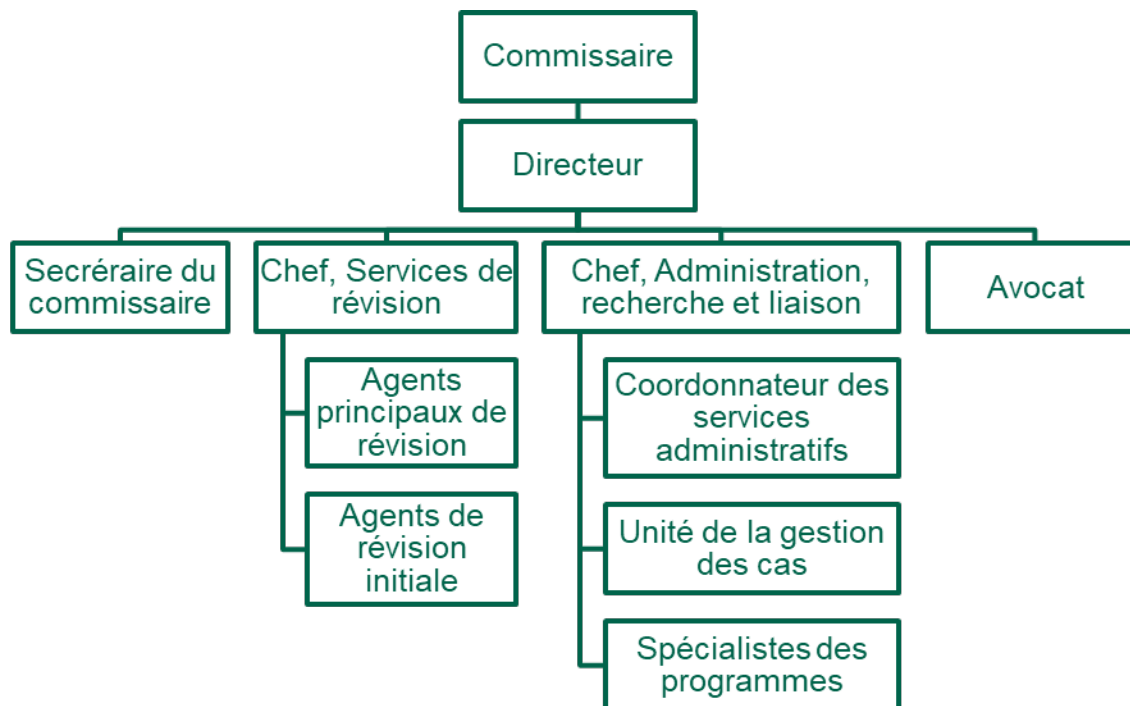 Commissaire
Directeur
Secréraire du
commissaire
Chef, Services de
révision
Chef, Administration,
recherche et liaison
Avocat
Agents
principaux de
révision
Agents de
révision
initiale
Coordonnateur des
services
administratifs
Unité de la gestion
des cas
Spécialistes des
programmes